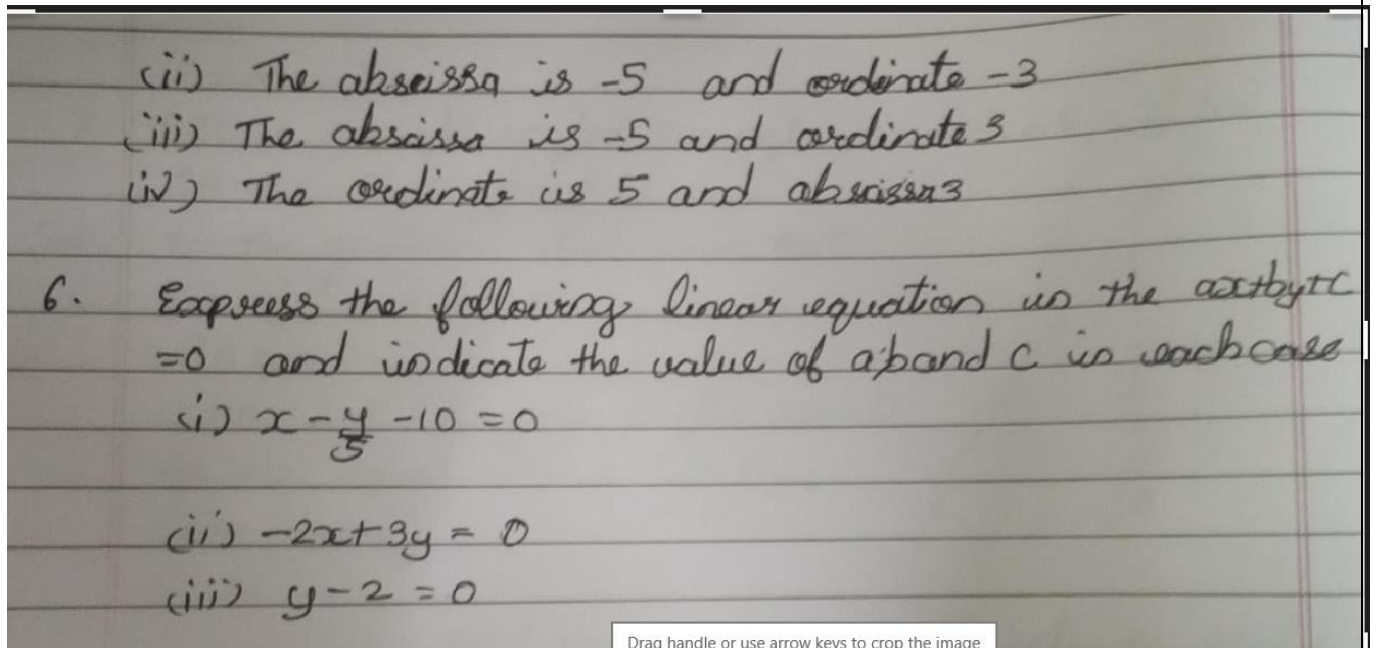 (ii) The abscissa is -5 and ordinate -3
(iii) The abscissa is -5 and ordinate 3
(iv) The ordinate is 5 and abscissa 3
6. Express the following linear equation in the ax+by+c
=0 and indicate the value of a,b and c in each case
(i) x - y/5 - 10 = 0
(ii) -2x+3y = 0
(iii) y-2 = 0
Drag handle or use arrow keys to crop the image